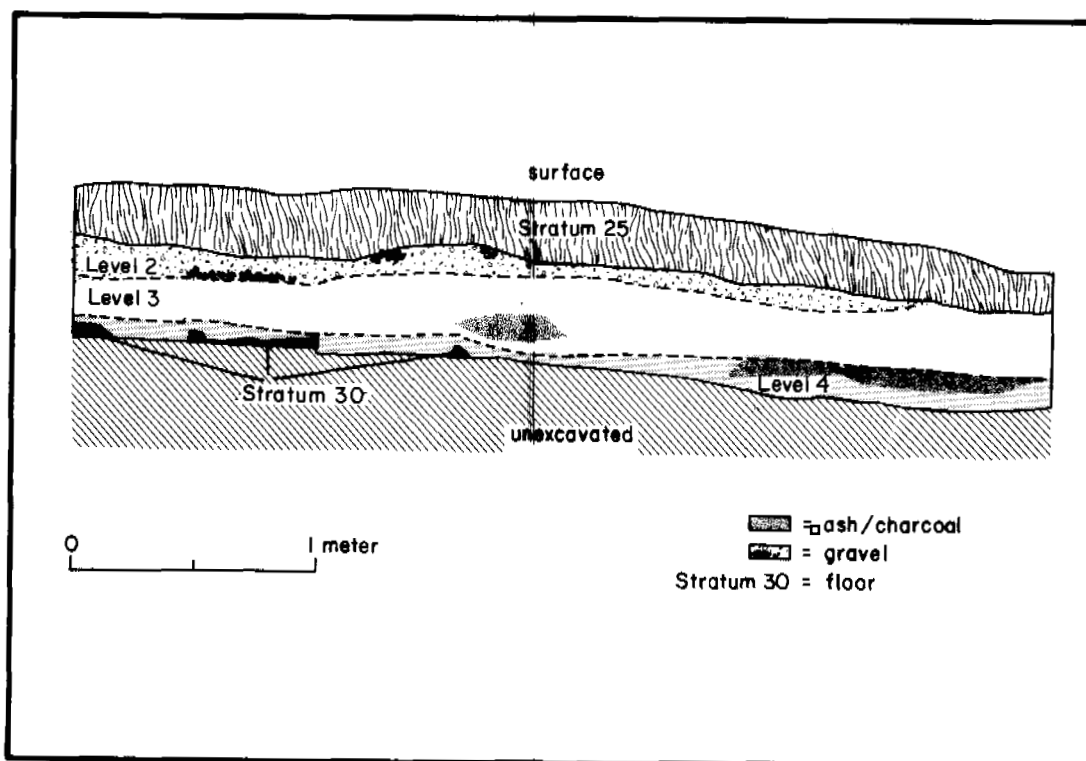 surface
Stratum 25
Level 2
Level 3
Stratum 30
Level 4
unexcavated
0 1 meter
= ash/charcoal
= gravel
Stratum 30 = floor